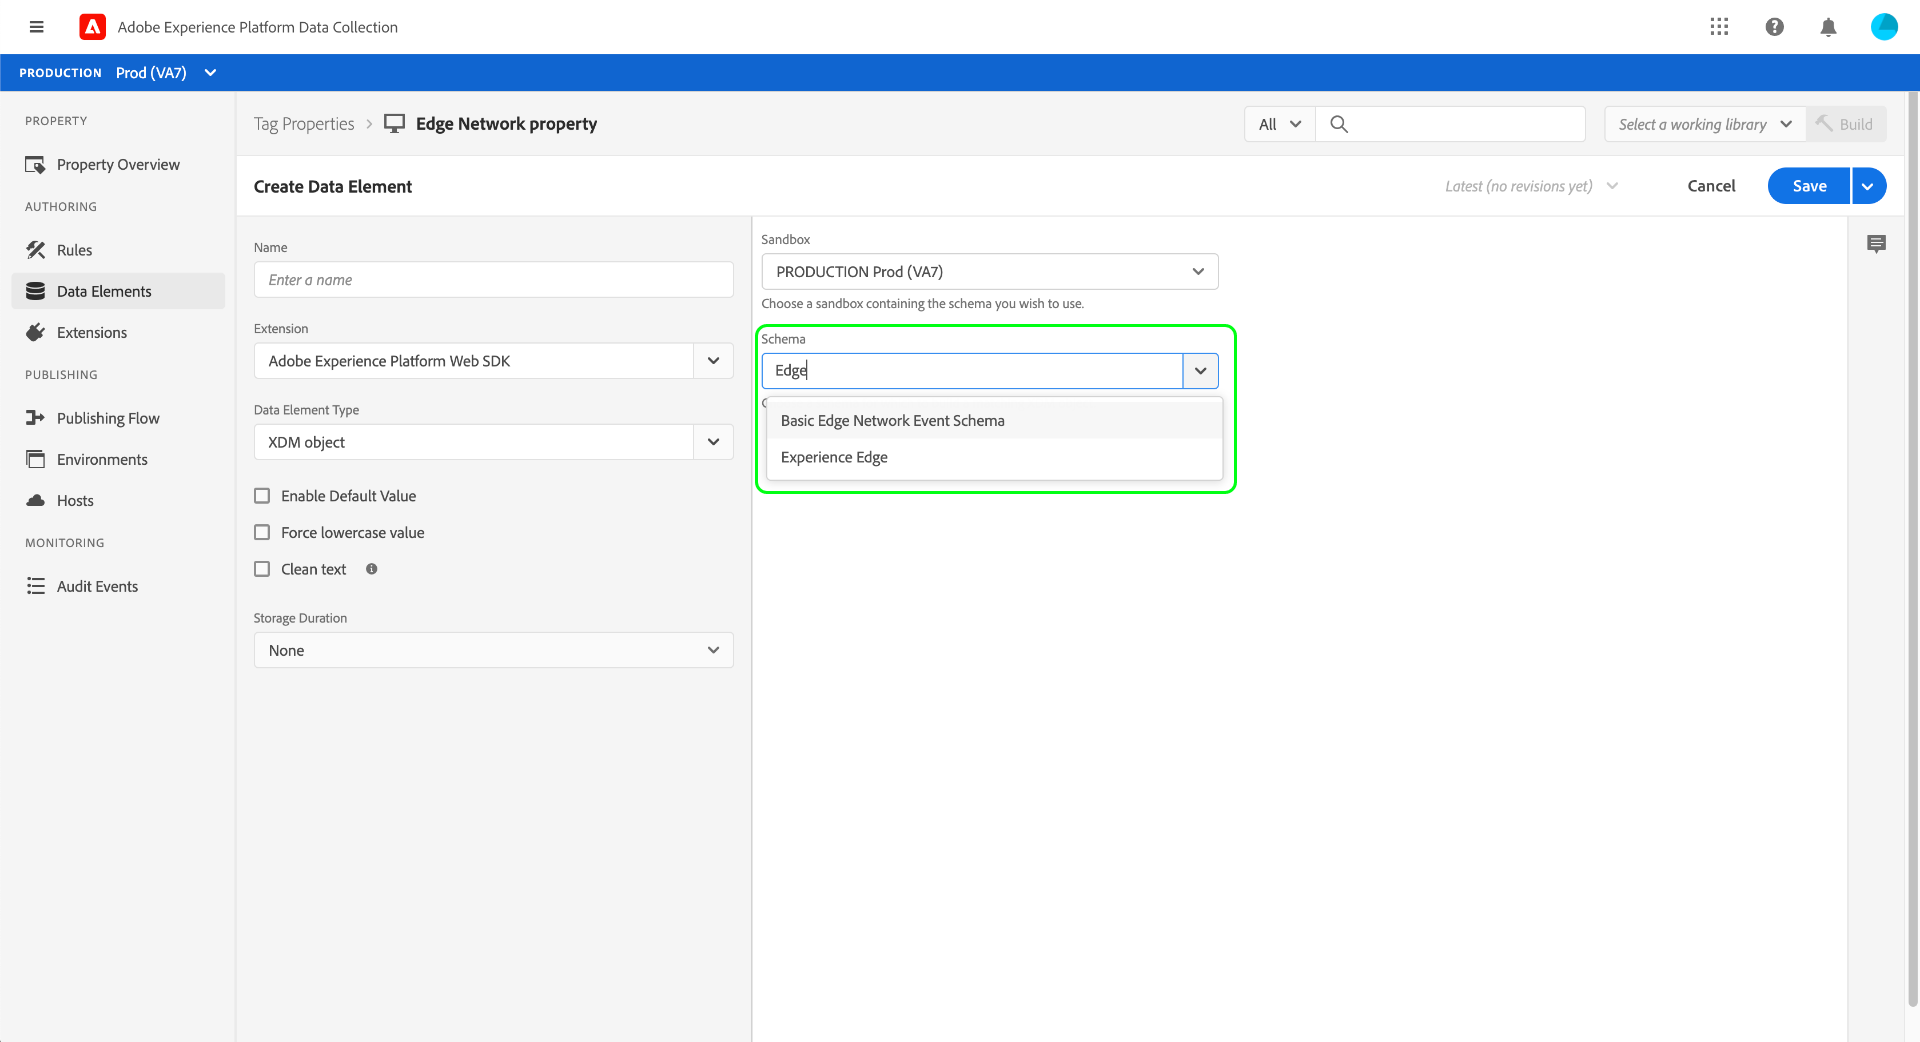 Adobe Experience Platform Data Collection
PRODUCTION Prod (VA7)
PROPERTY
Property Overview
AUTHORING
Rules
Data Elements
Extensions
PUBLISHING
Publishing Flow
Environments
Hosts
MONITORING
Audit Events
Tag Properties > Edge Network property
All
Select a working library
Build
Create Data Element
Latest (no revisions yet)
Cancel
Save
Name
Enter a name
Extension
Adobe Experience Platform Web SDK
Data Element Type
XDM object
Enable Default Value
Force lowercase value
Clean text
Storage Duration
None
Sandbox
PRODUCTION Prod (VA7)
Choose a sandbox containing the schema you wish to use.
Schema
Edge
Basic Edge Network Event Schema
Experience Edge